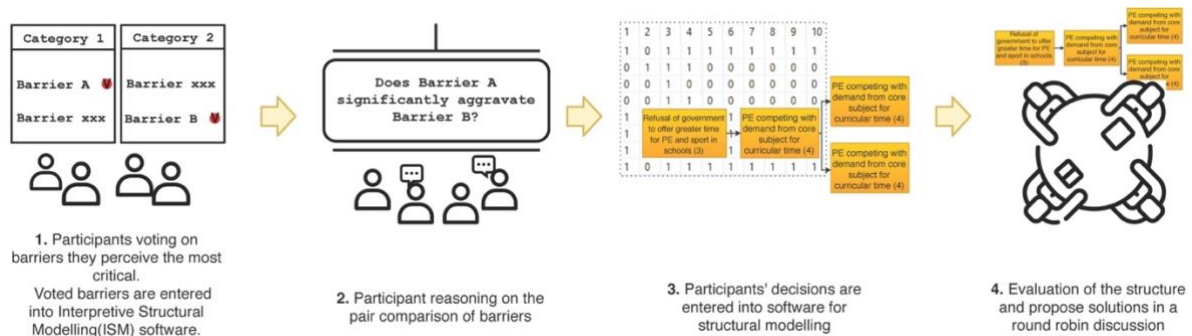 Category 1
Category 2
Barrier A V
Barrier xxx
Barrier xxx
Barrier B V
1. Participants voting on
barriers they perceive the most
critical.
Voted barriers are entered
into Interpretive Structural
Modelling(ISM) software.
Does Barrier A
significantly aggravate
Barrier B?
2. Participant reasoning on the
pair comparison of barriers
1 2 3 4 5 6 7 8 9 10
1 0 1 1 1 1 1 1 1 1
0 1 1 0 0 0 0 0 0 0
0 0 1 0 0 0 0 0 0 0
0 0 1 1 0 0 0 0 0 0
1
1
1
1
1
1
1 0 1 1 1 1 1 1 1 1
Refusal of government
to offer greater time
for PE and sport in
schools (3)
PE competing with
demand from core
subject for
curricular time (4)
PE competing with
demand from core
subject for
curricular time (4)
PE competing with
demand from core
subject for
curricular time (4)
3. Participants' decisions are
entered into software for
structural modelling
Refusal of
government to offer
greater time for PE
and sport in schools
(3)
PE competing with
demand from core
subject for
curricular time (4)
PE competing with
demand from core
subject for
curricular time (4)
PE competing with
demand from core
subject for
(4)
4. Evaluation of the structure
and propose solutions in a
round robin discussion